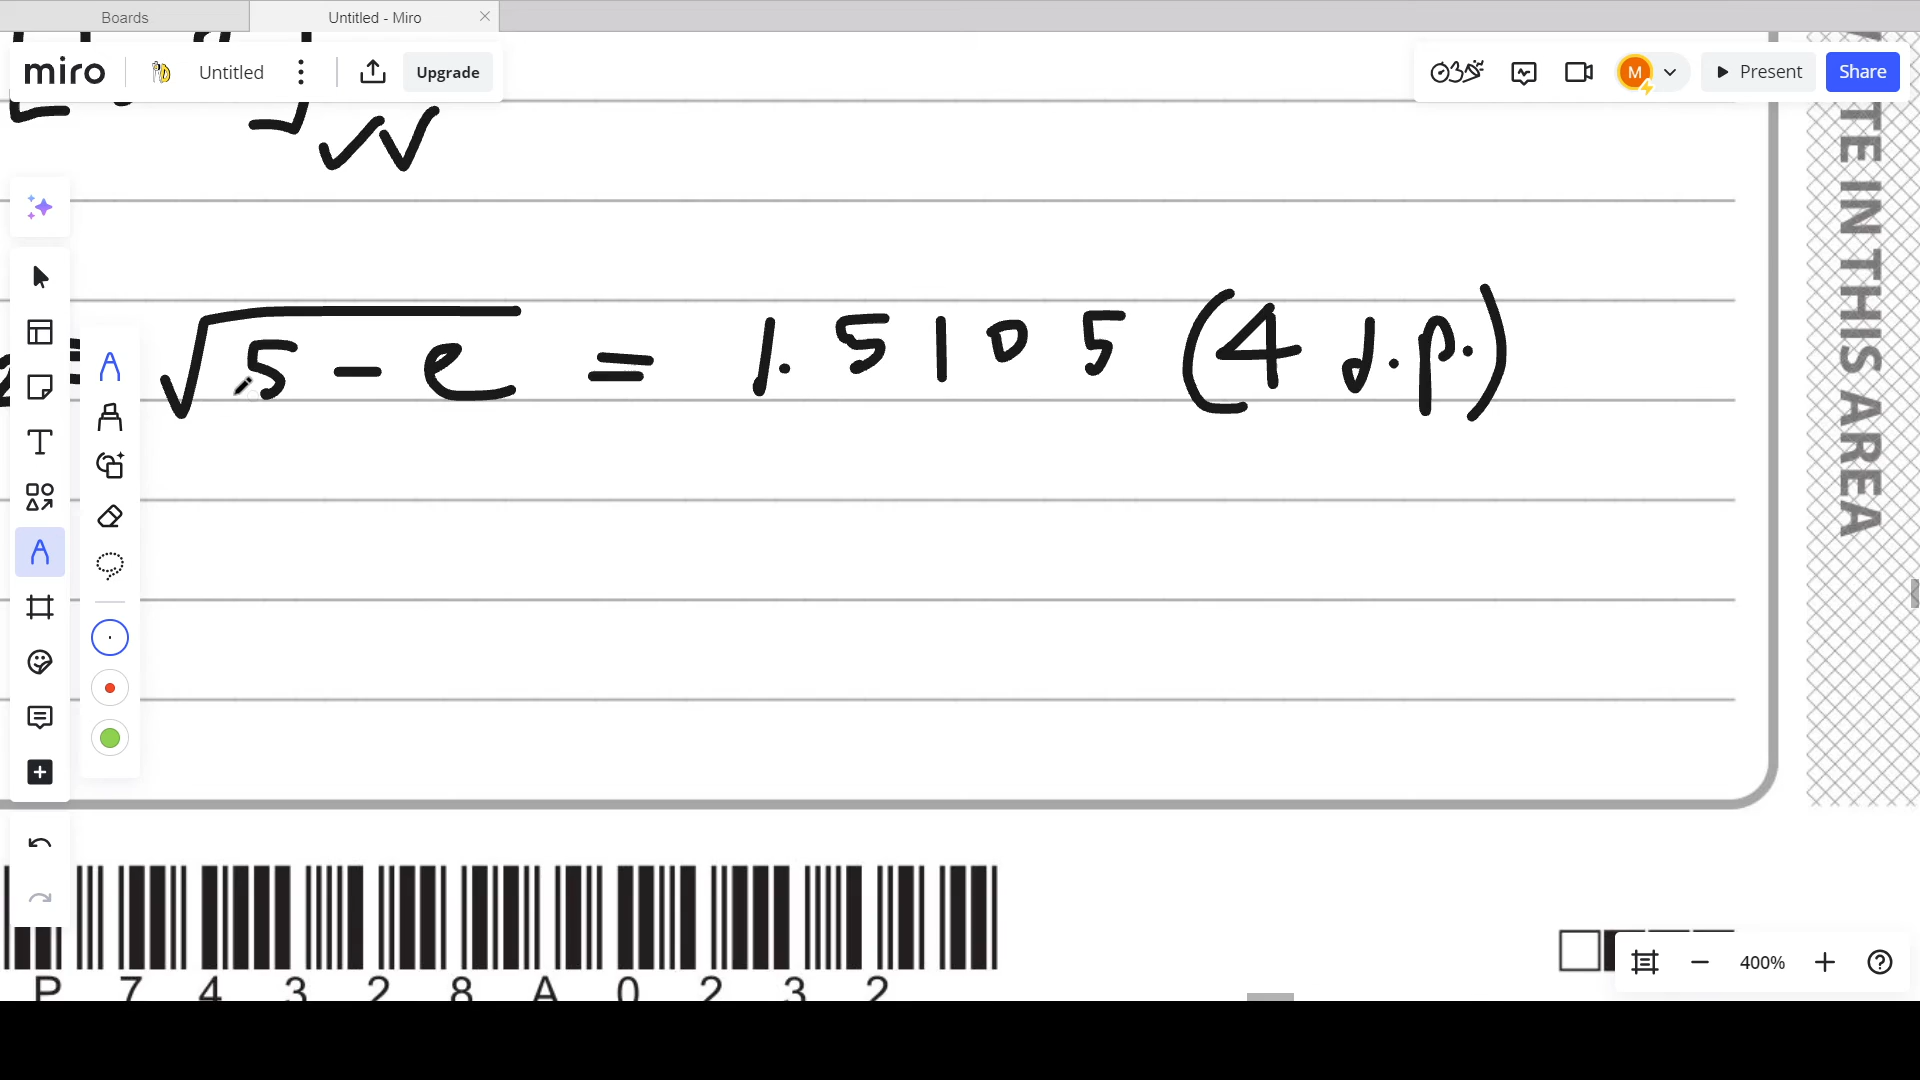 Boards
Untitled - Miro
miro
Untitled
Upgrade
Present
Share
M
= √5 - e = 1.5105 (4 d.p.)
TE IN THIS AREA
P 7 4 3 2 8 A 0 2 3 2
400%